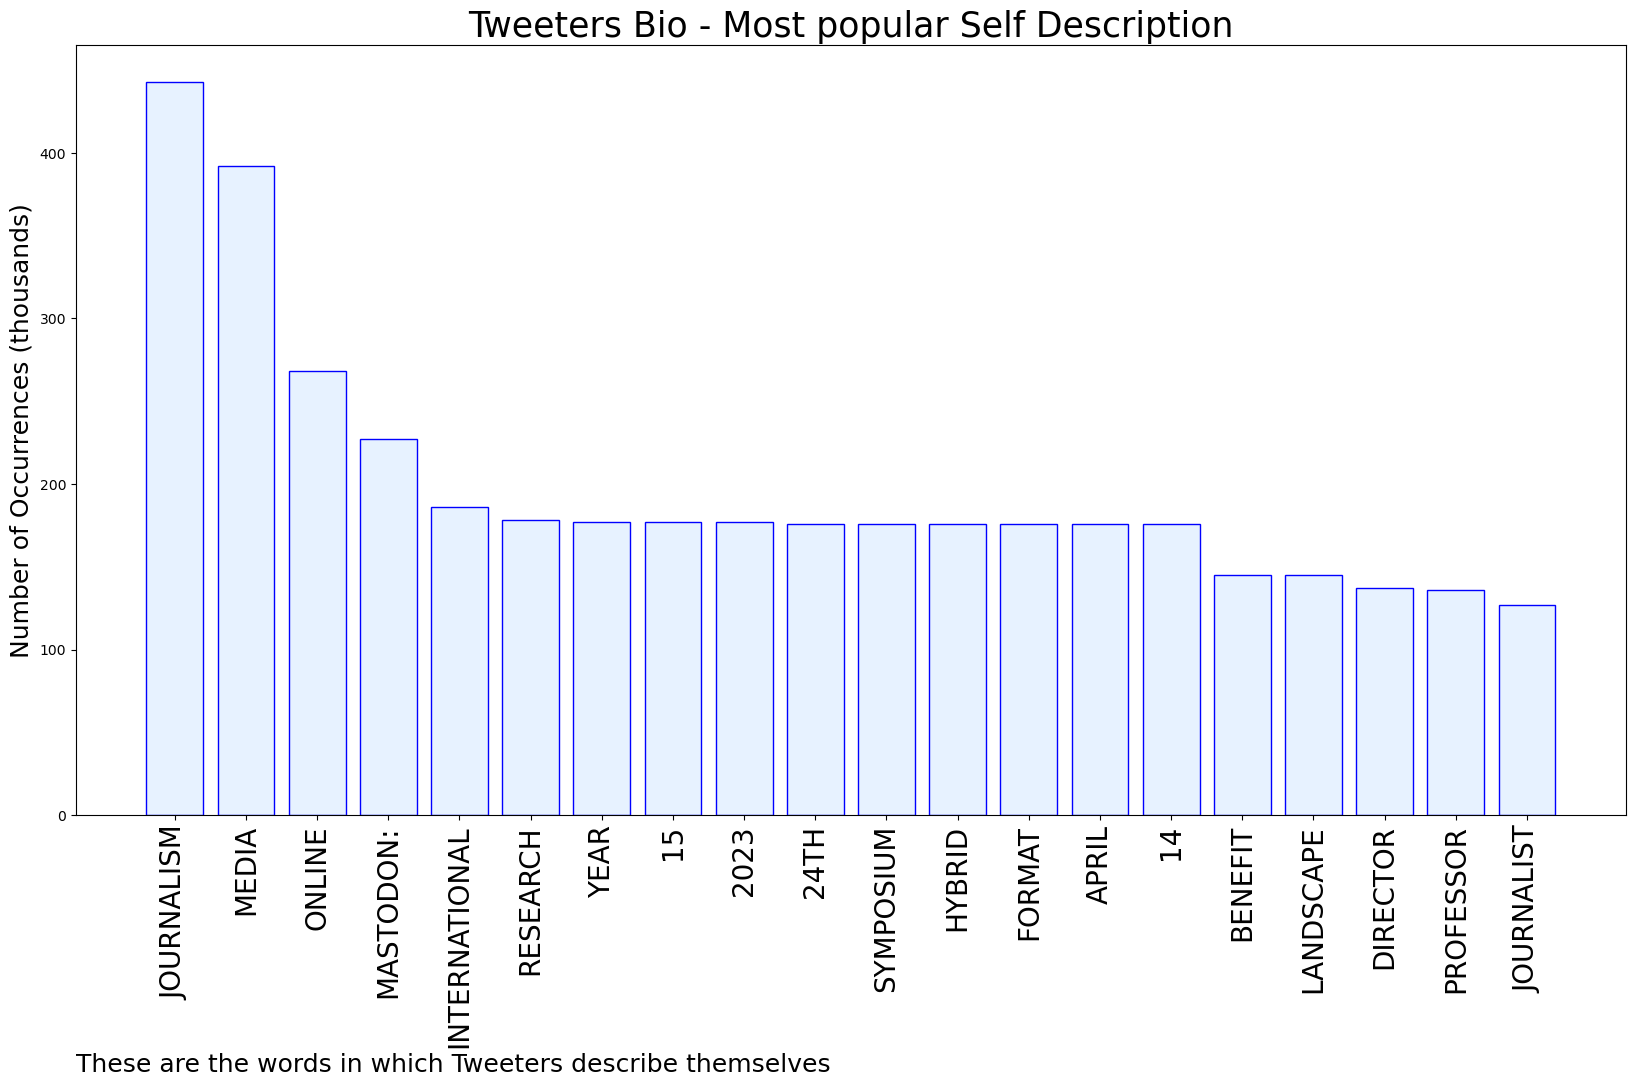 Tweeters Bio - Most popular Self Description
Number of Occurrences (thousands)
400
300
200
100
0
JOURNALISM
MEDIA
ONLINE
MASTODON:
INTERNATIONAL
RESEARCH
YEAR
15
2023
24TH
SYMPOSIUM
HYBRID
FORMAT
APRIL
14
BENEFIT
LANDSCAPE
DIRECTOR
PROFESSOR
JOURNALIST
These are the words in which Tweeters describe themselves